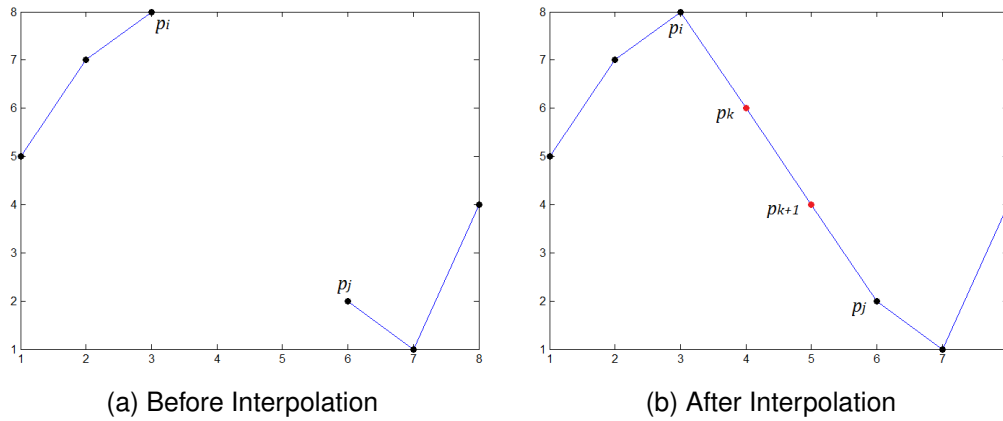 8
7
6
5
4
3
2
1
1 2 3 4 5 6 7 8
pi
pj
(a) Before Interpolation
8
7
6
5
4
3
2
1
1 2 3 4 5 6 7
pi
pk
pk+1
pj
(b) After Interpolation